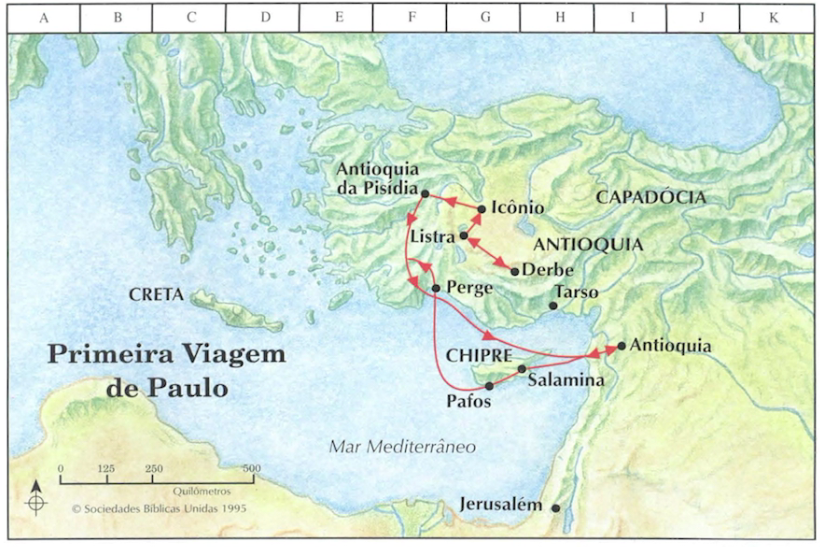 A B C D E F G H I J K
Antioquia
da Pisídia
Icônio
CAPADÓCIA
Listra
ANTIOQUIA
Derbe
Perge
Tarso
CRETA
Primeira Viagem
de Paulo
CHIPRE
Antioquia
Salamina
Pafos
Mar Mediterrâneo
0 125 250 500
Quilômetros
© Sociedades Bíblicas Unidas 1995
Jerusalém